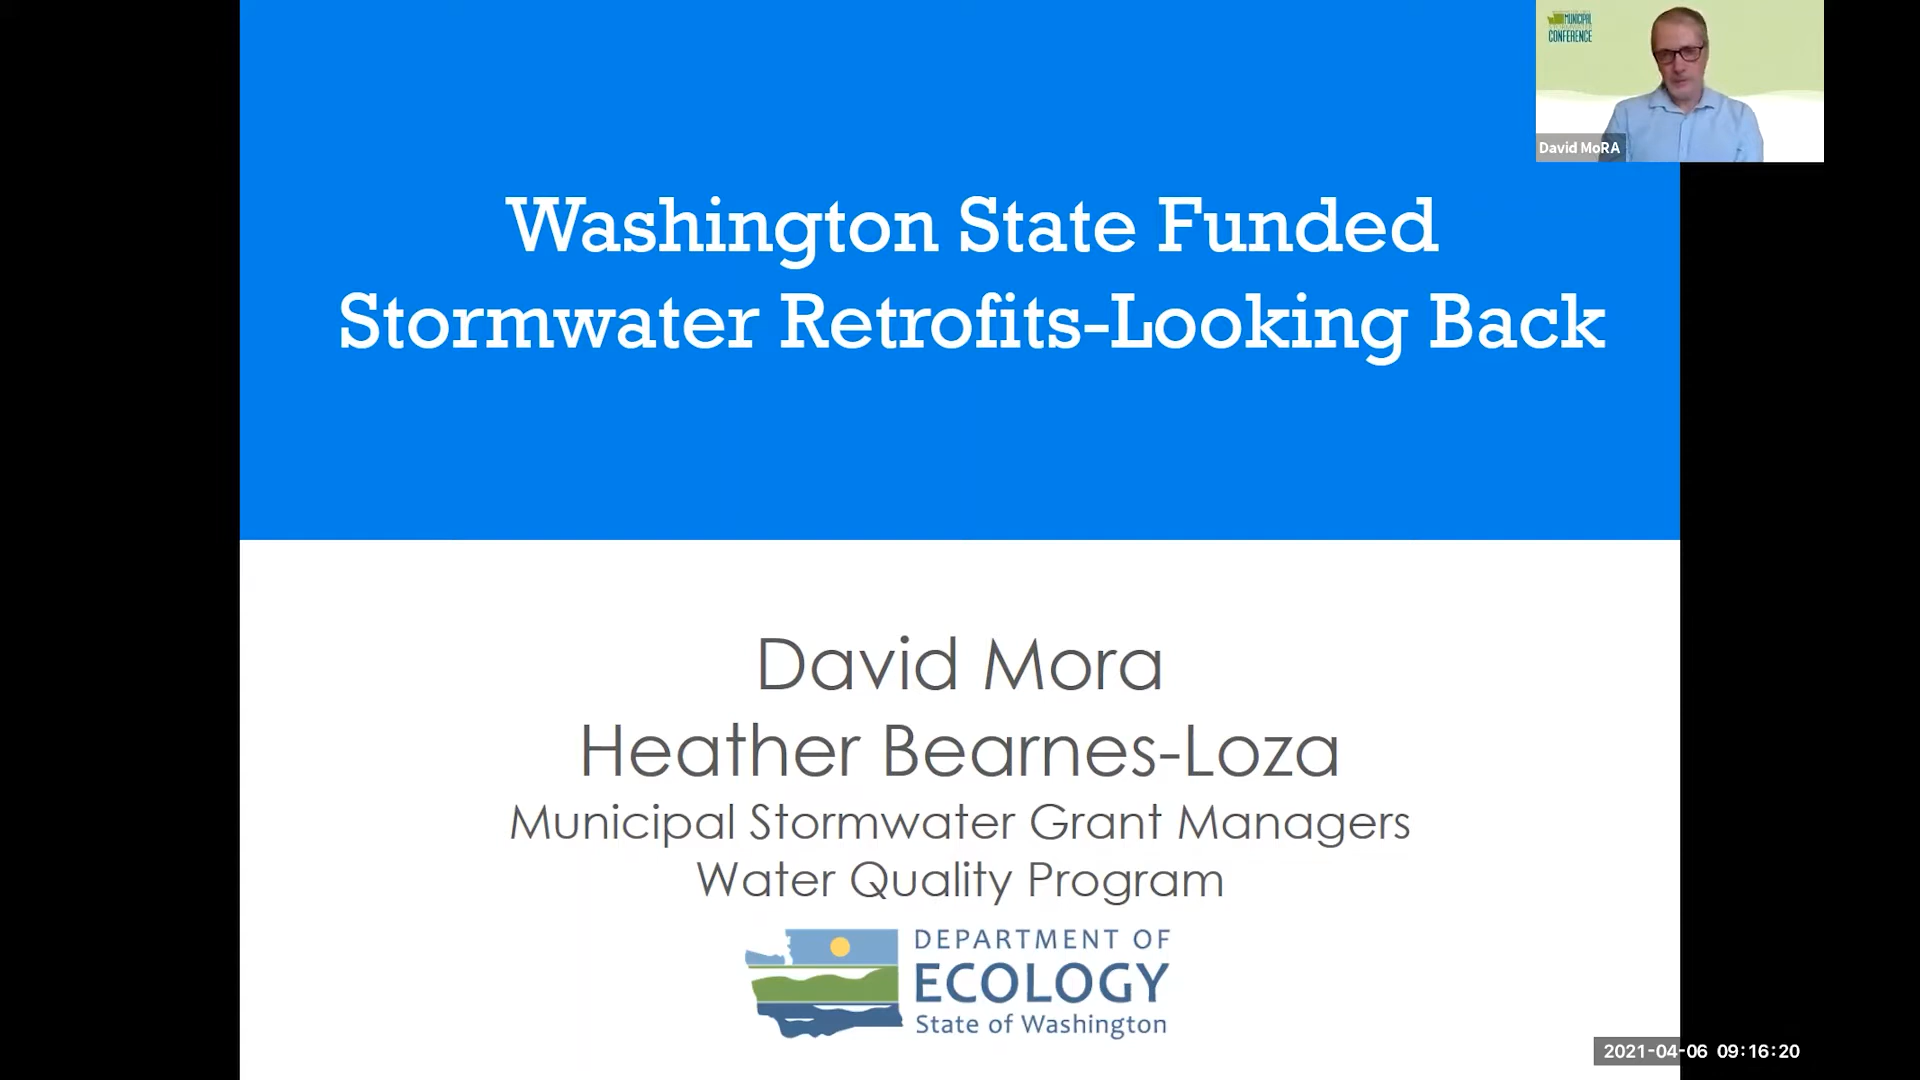 MUNICIPAL
CONFERENCE
David MoRA
Washington State Funded
Stormwater Retrofits-Looking Back
David Mora
Heather Bearnes-Loza
Municipal Stormwater Grant Managers
Water Quality Program
DEPARTMENT OF
ECOLOGY
State of Washington
2021-04-06 09:16:20